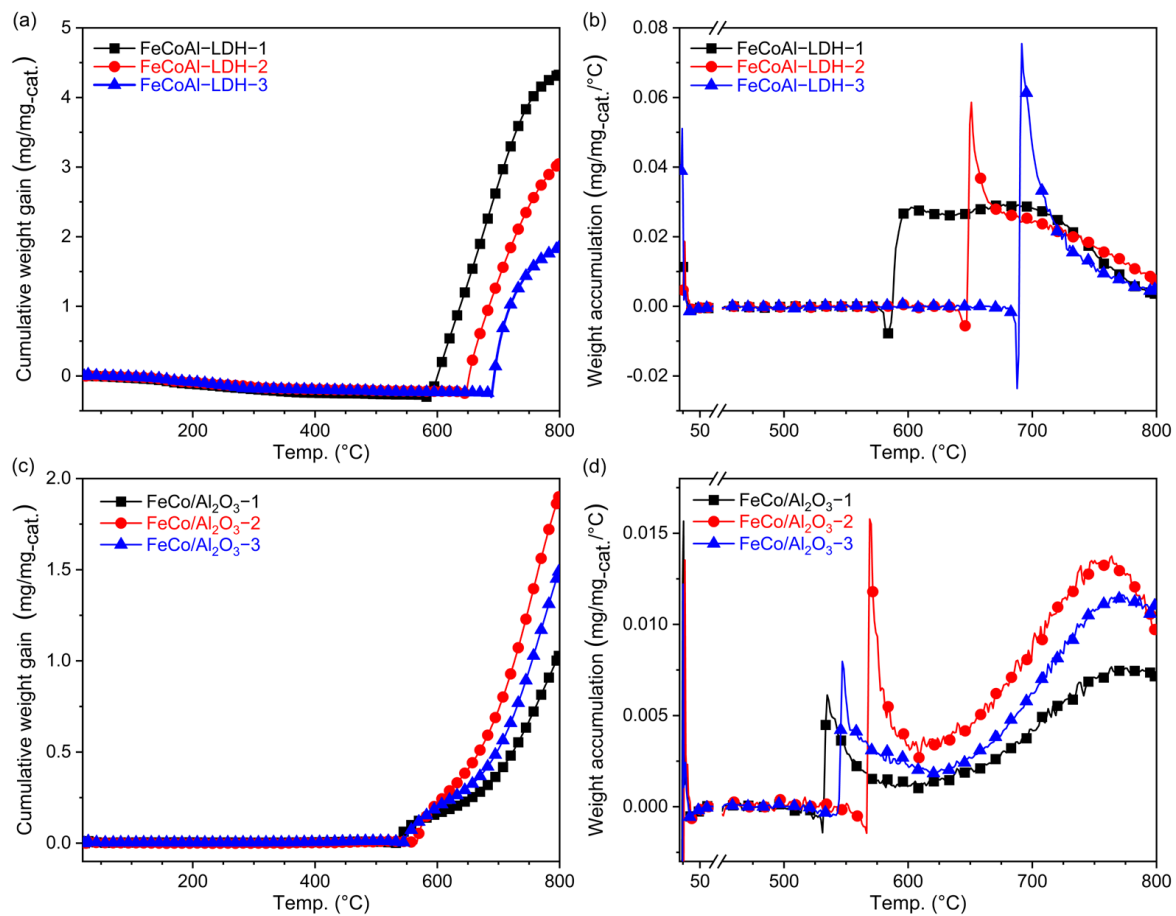 (a)
5
4
3
2
1
0
Cumulative weight gain (mg/mg-cat.)
FeCoAl−LDH−1
FeCoAl−LDH−2
FeCoAl−LDH−3
200 400 600 800
Temp. (°C)
(b)
0.08
0.06
0.04
0.02
0.00
-0.02
Weight accumulation (mg/mg-cat./°C)
FeCoAl−LDH−1
FeCoAl−LDH−2
FeCoAl−LDH−3
50 500 600 700 800
Temp. (°C)
(c)
2.0
1.5
1.0
0.5
0.0
Cumulative weight gain (mg/mg-cat.)
FeCo/Al₂O₃−1
FeCo/Al₂O₃−2
FeCo/Al₂O₃−3
200 400 600 800
Temp. (°C)
(d)
0.015
0.010
0.005
0.000
Weight accumulation (mg/mg-cat./°C)
FeCo/Al₂O₃−1
FeCo/Al₂O₃−2
FeCo/Al₂O₃−3
50 500 600 700 800
Temp. (°C)